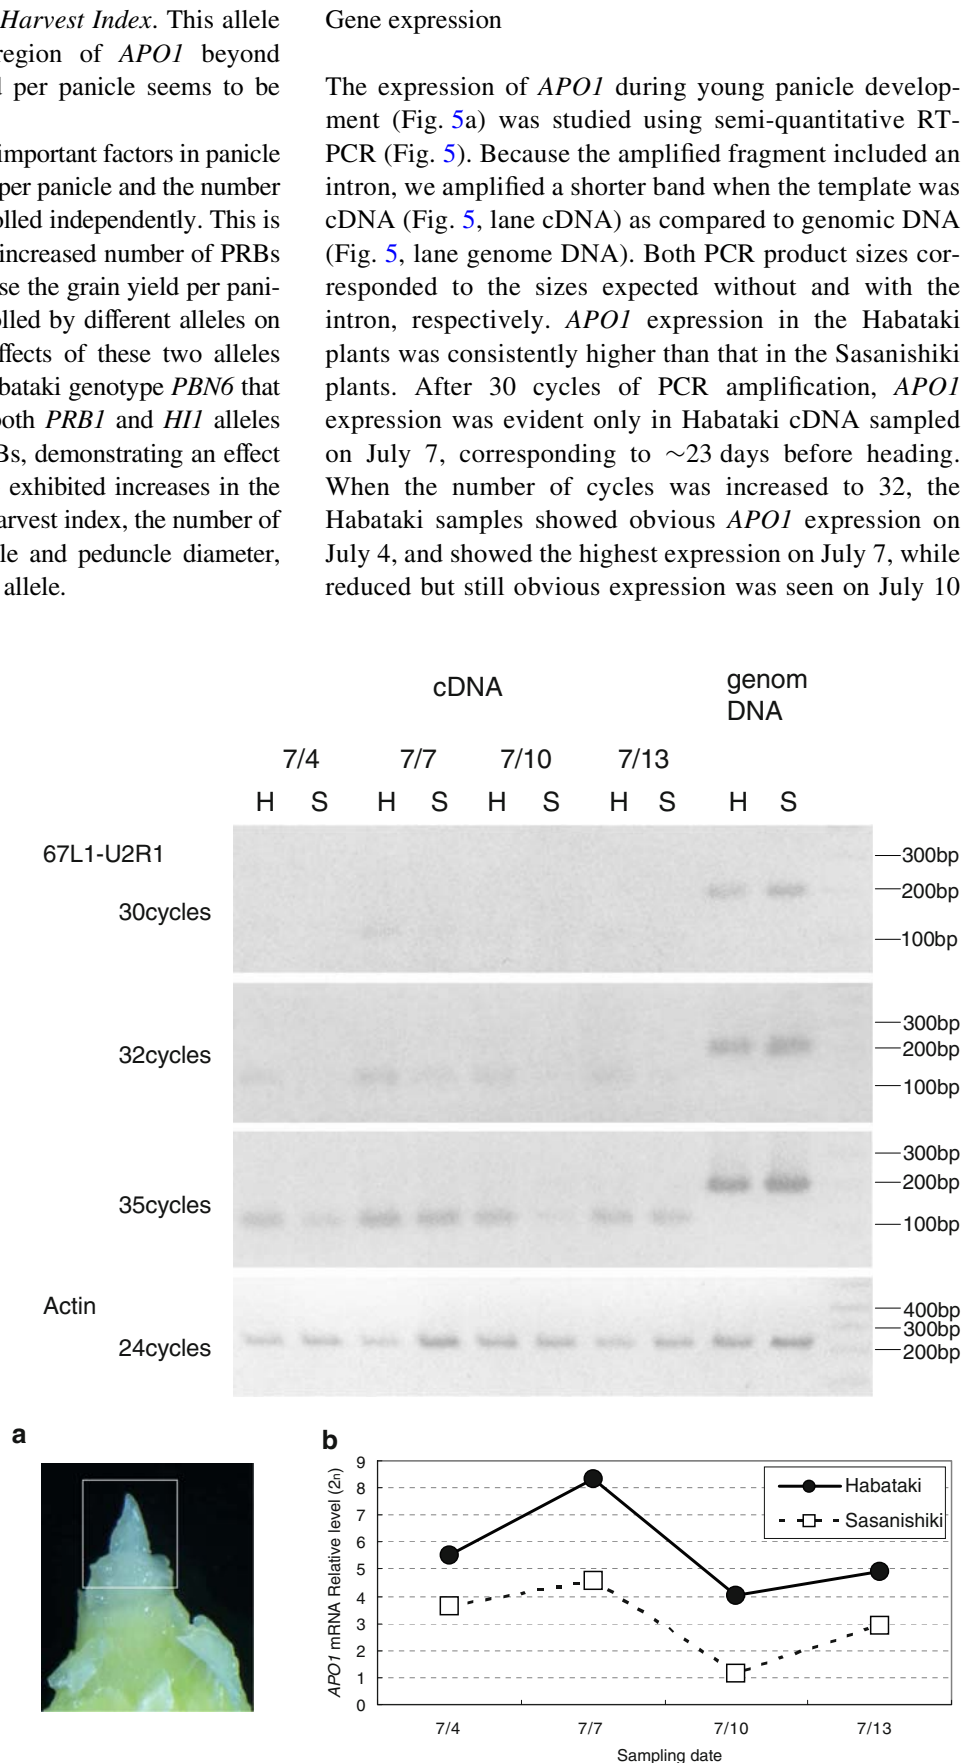 Harvest Index. This allele
region of APO1 beyond
per panicle seems to be
important factors in panicle
per panicle and the number
olled independently. This is
increased number of PRBs
se the grain yield per pani-
olled by different alleles on
ffects of these two alleles
bataki genotype PBN6 that
both PRB1 and HI1 alleles
Bs, demonstrating an effect
exhibited increases in the
arvest index, the number of
le and peduncle diameter,
allele.
Gene expression
The expression of APO1 during young panicle develop-
ment (Fig. 5a) was studied using semi-quantitative RT-
PCR (Fig. 5). Because the amplified fragment included an
intron, we amplified a shorter band when the template was
cDNA (Fig. 5, lane cDNA) as compared to genomic DNA
(Fig. 5, lane genome DNA). Both PCR product sizes cor-
responded to the sizes expected without and with the
intron, respectively. APO1 expression in the Habataki
plants was consistently higher than that in the Sasanishiki
plants. After 30 cycles of PCR amplification, APO1
expression was evident only in Habataki cDNA sampled
on July 7, corresponding to ~23 days before heading.
When the number of cycles was increased to 32, the
Habataki samples showed obvious APO1 expression on
July 4, and showed the highest expression on July 7, while
reduced but still obvious expression was seen on July 10
cDNA
genom
DNA
7/4 7/7 7/10 7/13
H S H S H S H S H S
67L1-U2R1
30cycles
300bp
200bp
100bp
32cycles
300bp
200bp
100bp
35cycles
300bp
200bp
100bp
Actin
24cycles
400bp
300bp
200bp
a
b
APO1 mRNA Relative level (2n)
9
8
7
6
5
4
3
2
1
0
Habataki
Sasanishiki
7/4 7/7 7/10 7/13
Sampling date